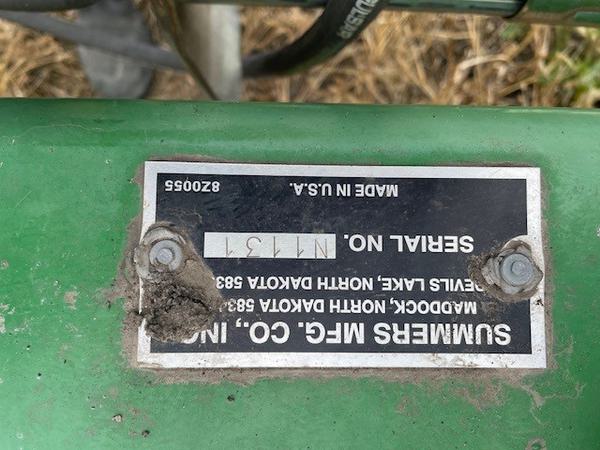 SUMMERS MFG. CO., INC
MADDOCK, NORTH DAKOTA 583
DEVILS LAKE, NORTH DAKOTA 583
SERIAL NO. N1131
MADE IN U.S.A. 8Z0055